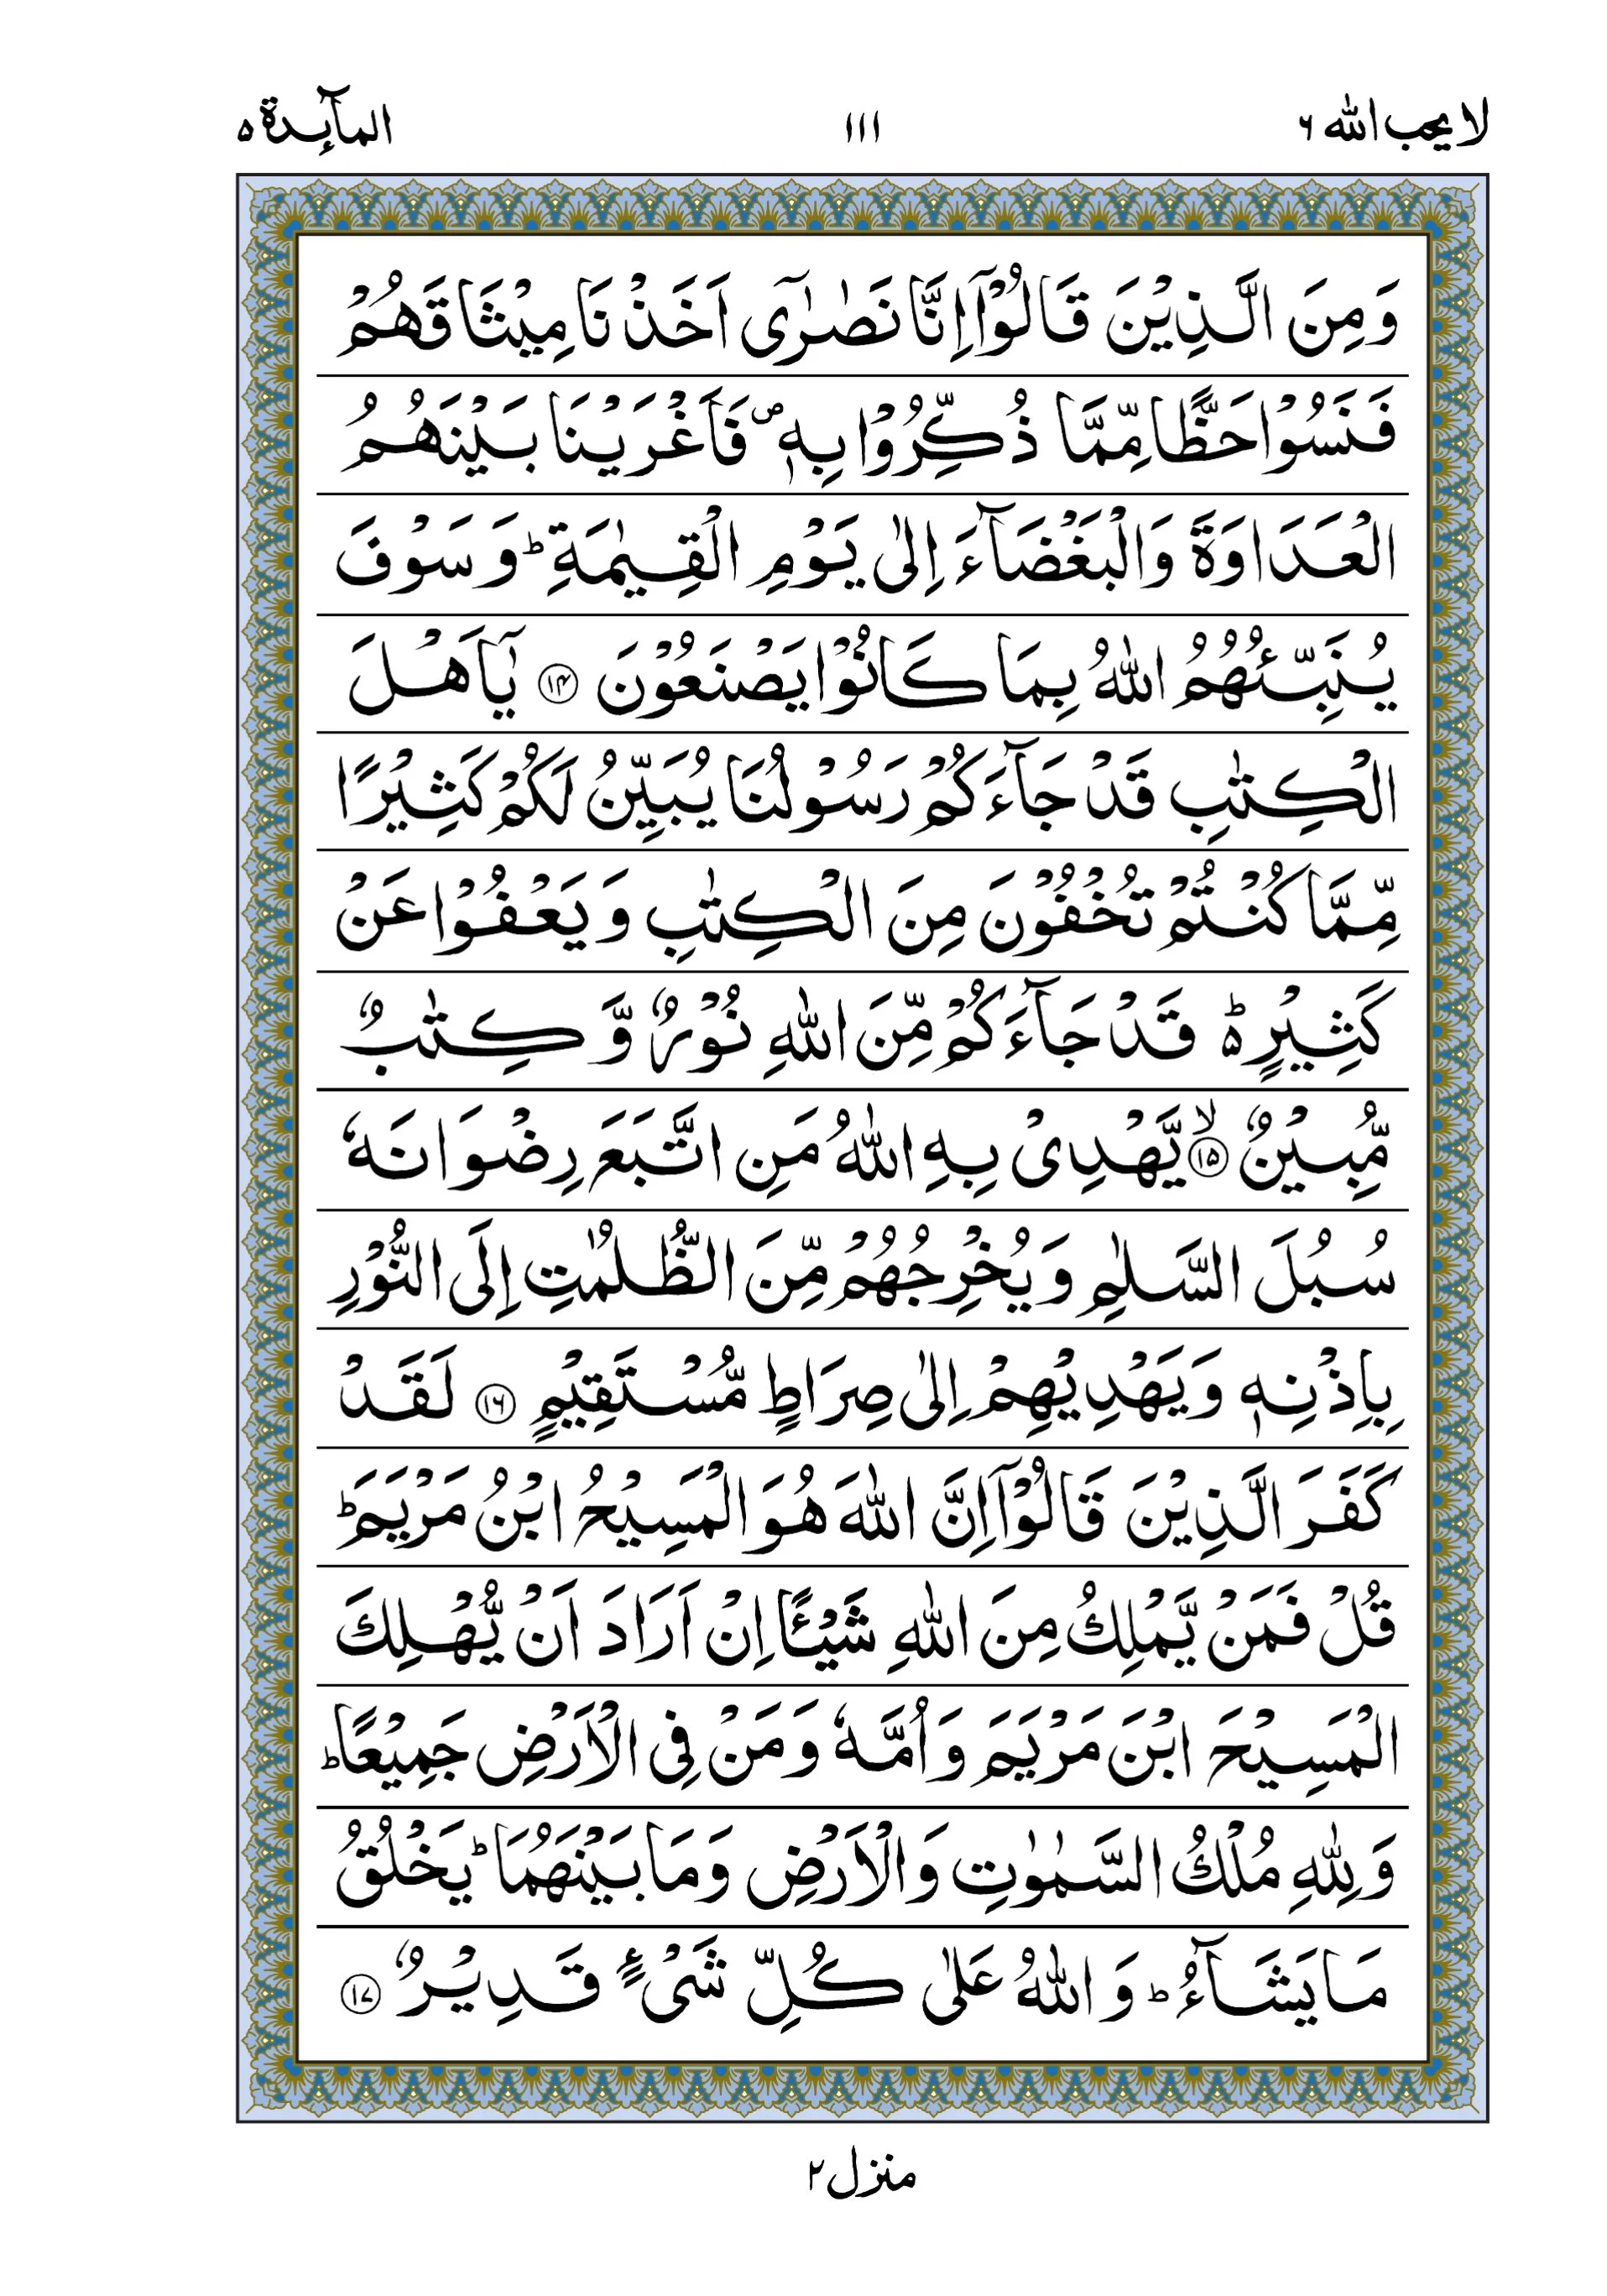 لا يحب الله ٦
١١١
المآئدة ٥
وَمِنَ الَّذِيْنَ قَالُوْۤا اِنَّا نَصٰرٰۤى اَخَذْنَا مِيْثَاقَهُمْ
فَنَسُوْا حَظًّا مِّمَّا ذُكِّرُوْا بِهٖ ۪ فَاَغْرَيْنَا بَيْنَهُمُ
الْعَدَاوَةَ وَالْبَغْضَآءَ اِلٰى يَوْمِ الْقِيٰمَةِ ؕ وَسَوْفَ
يُنَبِّئُهُمُ اللّٰهُ بِمَا كَانُوْا يَصْنَعُوْنَ ۝۱۴ يٰۤاَهْلَ
الْكِتٰبِ قَدْ جَآءَكُمْ رَسُوْلُنَا يُبَيِّنُ لَكُمْ كَثِيْرًا
مِّمَّا كُنْتُمْ تُخْفُوْنَ مِنَ الْكِتٰبِ وَيَعْفُوْا عَنْ
كَثِيْرٍ ؕ۬ قَدْ جَآءَكُمْ مِّنَ اللّٰهِ نُوْرٌ وَّكِتٰبٌ
مُّبِيْنٌ ۙ۝۱۵ يَّهْدِىْ بِهِ اللّٰهُ مَنِ اتَّبَعَ رِضْوَانَهٗ
سُبُلَ السَّلٰمِ وَيُخْرِجُهُمْ مِّنَ الظُّلُمٰتِ اِلَى النُّوْرِ
بِاِذْنِهٖ وَيَهْدِيْهِمْ اِلٰى صِرَاطٍ مُّسْتَقِيْمٍ ۝۱۶ لَقَدْ
كَفَرَ الَّذِيْنَ قَالُوْۤا اِنَّ اللّٰهَ هُوَ الْمَسِيْحُ ابْنُ مَرْيَمَ ؕ
قُلْ فَمَنْ يَّمْلِكُ مِنَ اللّٰهِ شَيْـًٔا اِنْ اَرَادَ اَنْ يُّهْلِكَ
الْمَسِيْحَ ابْنَ مَرْيَمَ وَاُمَّهٗ وَمَنْ فِى الْاَرْضِ جَمِيْعًا ؕ
وَلِلّٰهِ مُلْكُ السَّمٰوٰتِ وَالْاَرْضِ وَمَا بَيْنَهُمَا ؕ يَخْلُقُ
مَا يَشَآءُ ؕ وَاللّٰهُ عَلٰى كُلِّ شَىْءٍ قَدِيْرٌ ۝۱۷
منزل ۲